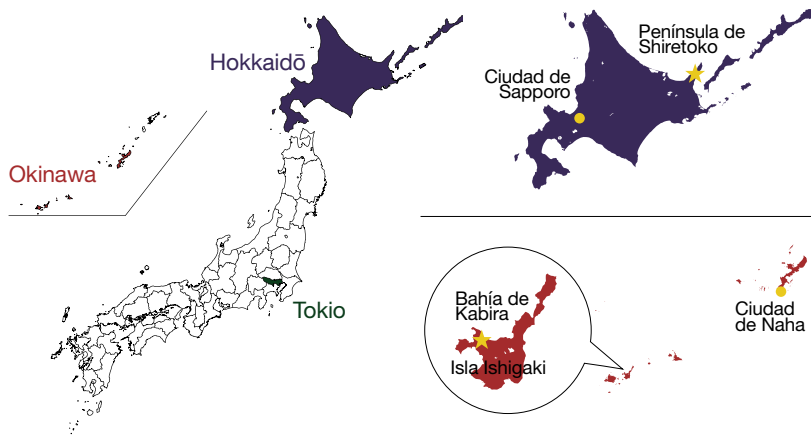 Hokkaidō
Okinawa
Tokio
Península de
Shiretoko
Ciudad de
Sapporo
Bahía de
Kabira
Isla Ishigaki
Ciudad
de Naha